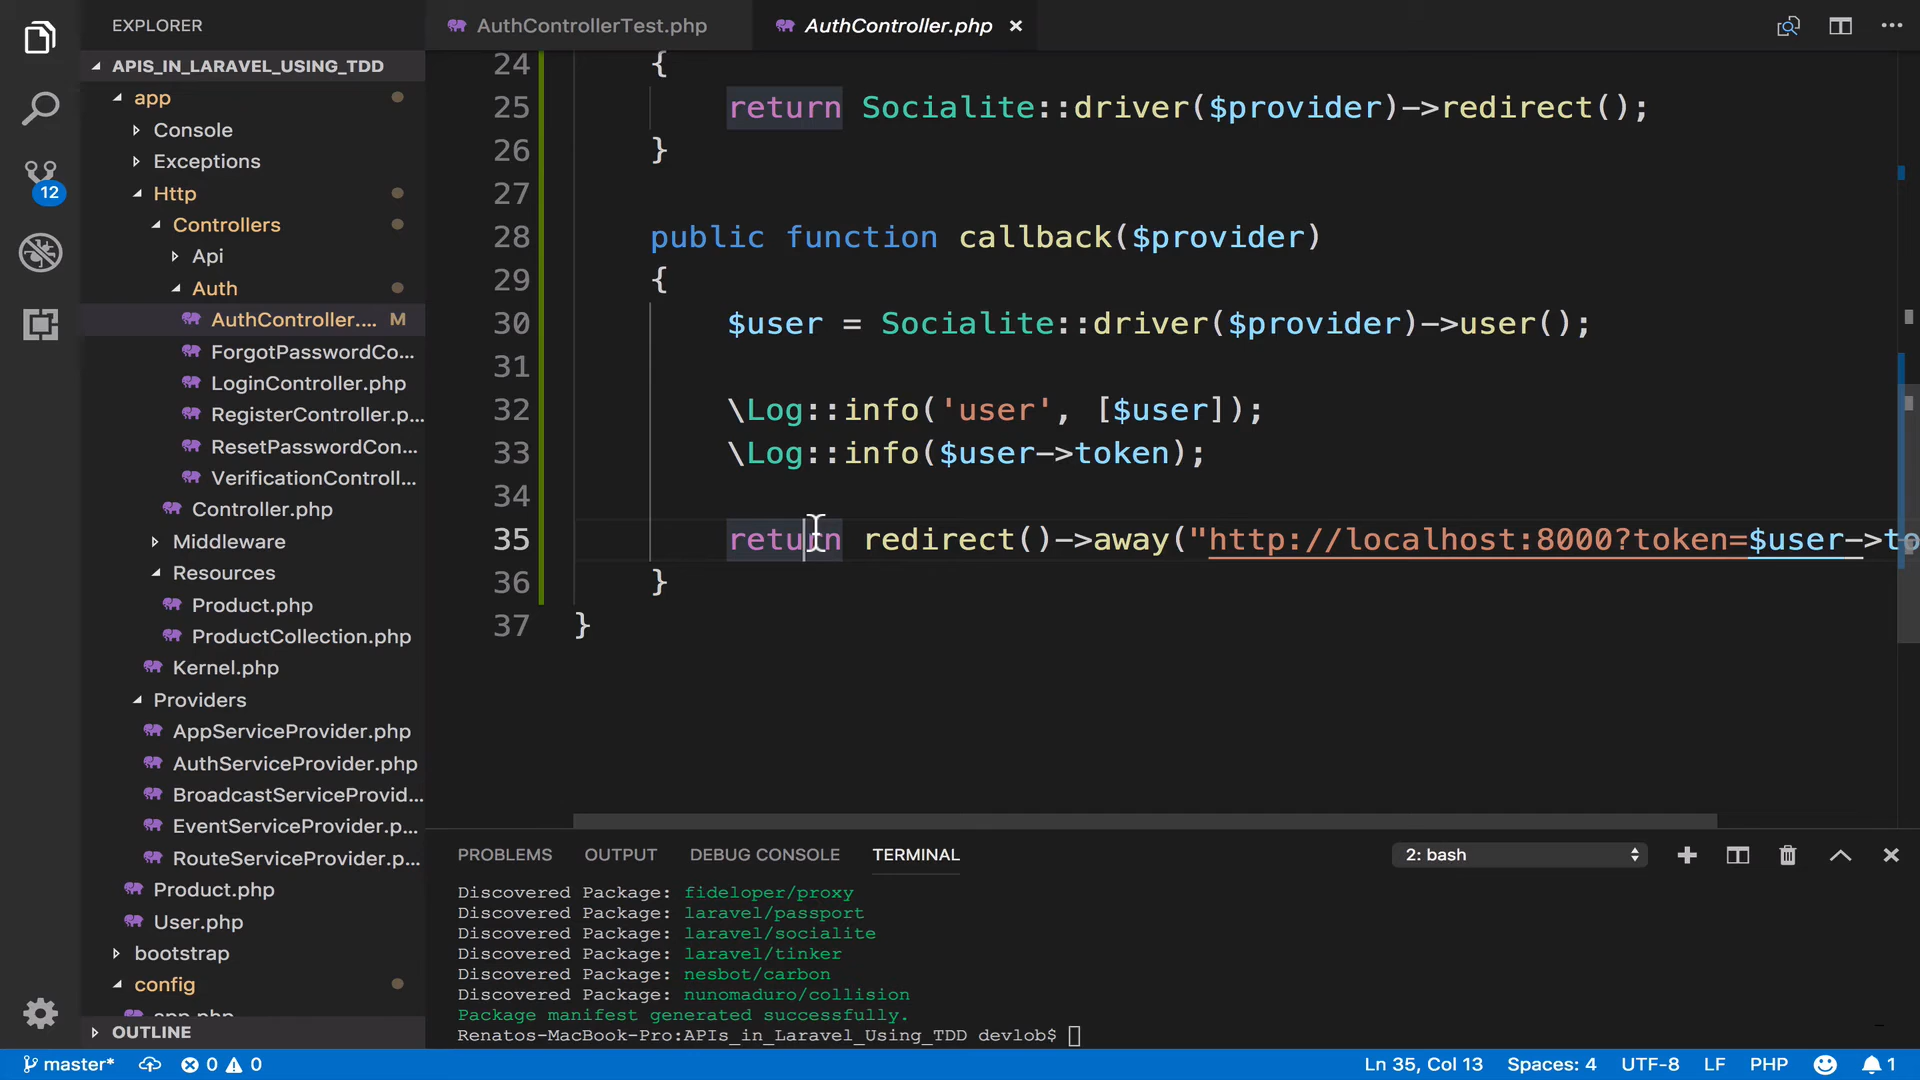 EXPLORER
AuthControllerTest.php
AuthController.php
APIS_IN_LARAVEL_USING_TDD
app
Console
Exceptions
Http
Controllers
Api
Auth
AuthController.... M
ForgotPasswordCo...
LoginController.php
RegisterController.p...
ResetPasswordCon...
VerificationControll...
Controller.php
Middleware
Resources
Product.php
ProductCollection.php
Kernel.php
Providers
AppServiceProvider.php
AuthServiceProvider.php
BroadcastServiceProvid...
EventServiceProvider.p...
RouteServiceProvider.p...
Product.php
User.php
bootstrap
config
app.php
OUTLINE
12
24 {
25 return Socialite::driver($provider)->redirect();
26 }
27
28 public function callback($provider)
29 {
30 $user = Socialite::driver($provider)->user();
31
32 \Log::info('user', [$user]);
33 \Log::info($user->token);
34
35 return redirect()->away("http://localhost:8000?token=$user->to
36 }
37 }
PROBLEMS OUTPUT DEBUG CONSOLE TERMINAL 2: bash
Discovered Package: fideloper/proxy
Discovered Package: laravel/passport
Discovered Package: laravel/socialite
Discovered Package: laravel/tinker
Discovered Package: nesbot/carbon
Discovered Package: nunomaduro/collision
Package manifest generated successfully.
Renatos-MacBook-Pro:APIs_in_Laravel_Using_TDD devlob$
master* 0 0 Ln 35, Col 13 Spaces: 4 UTF-8 LF PHP 1